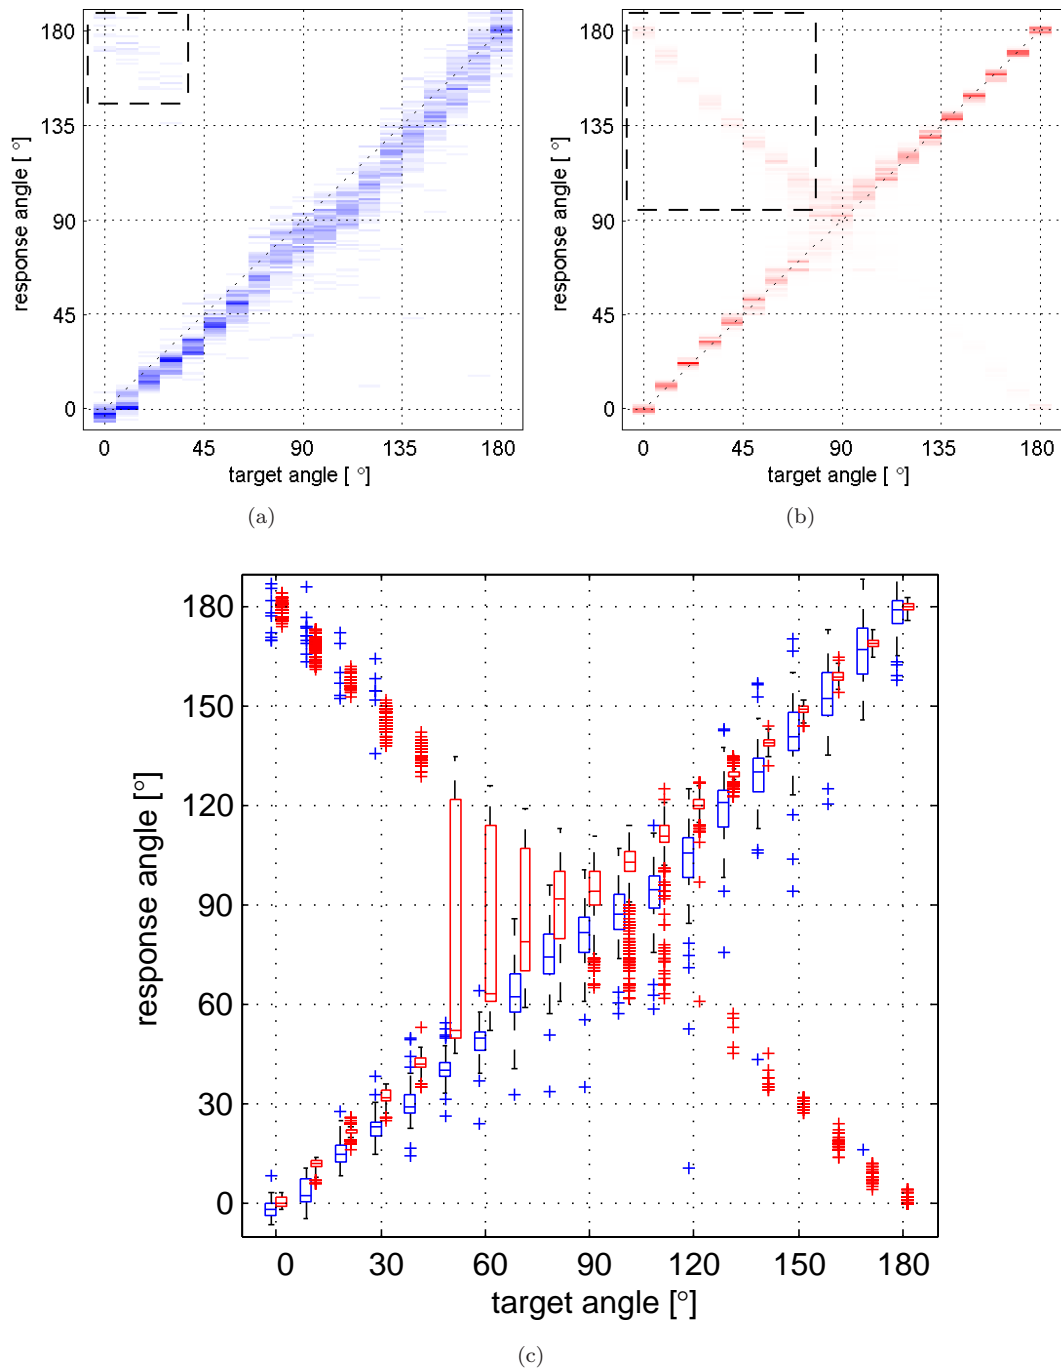 180
135
90
45
0
response angle [ °]
0 45 90 135 180
target angle [ °]
(a)
180
135
90
45
0
response angle [ °]
0 45 90 135 180
target angle [ °]
(b)
180
150
120
90
60
30
0
response angle [°]
0 30 60 90 120 150 180
target angle [°]
(c)